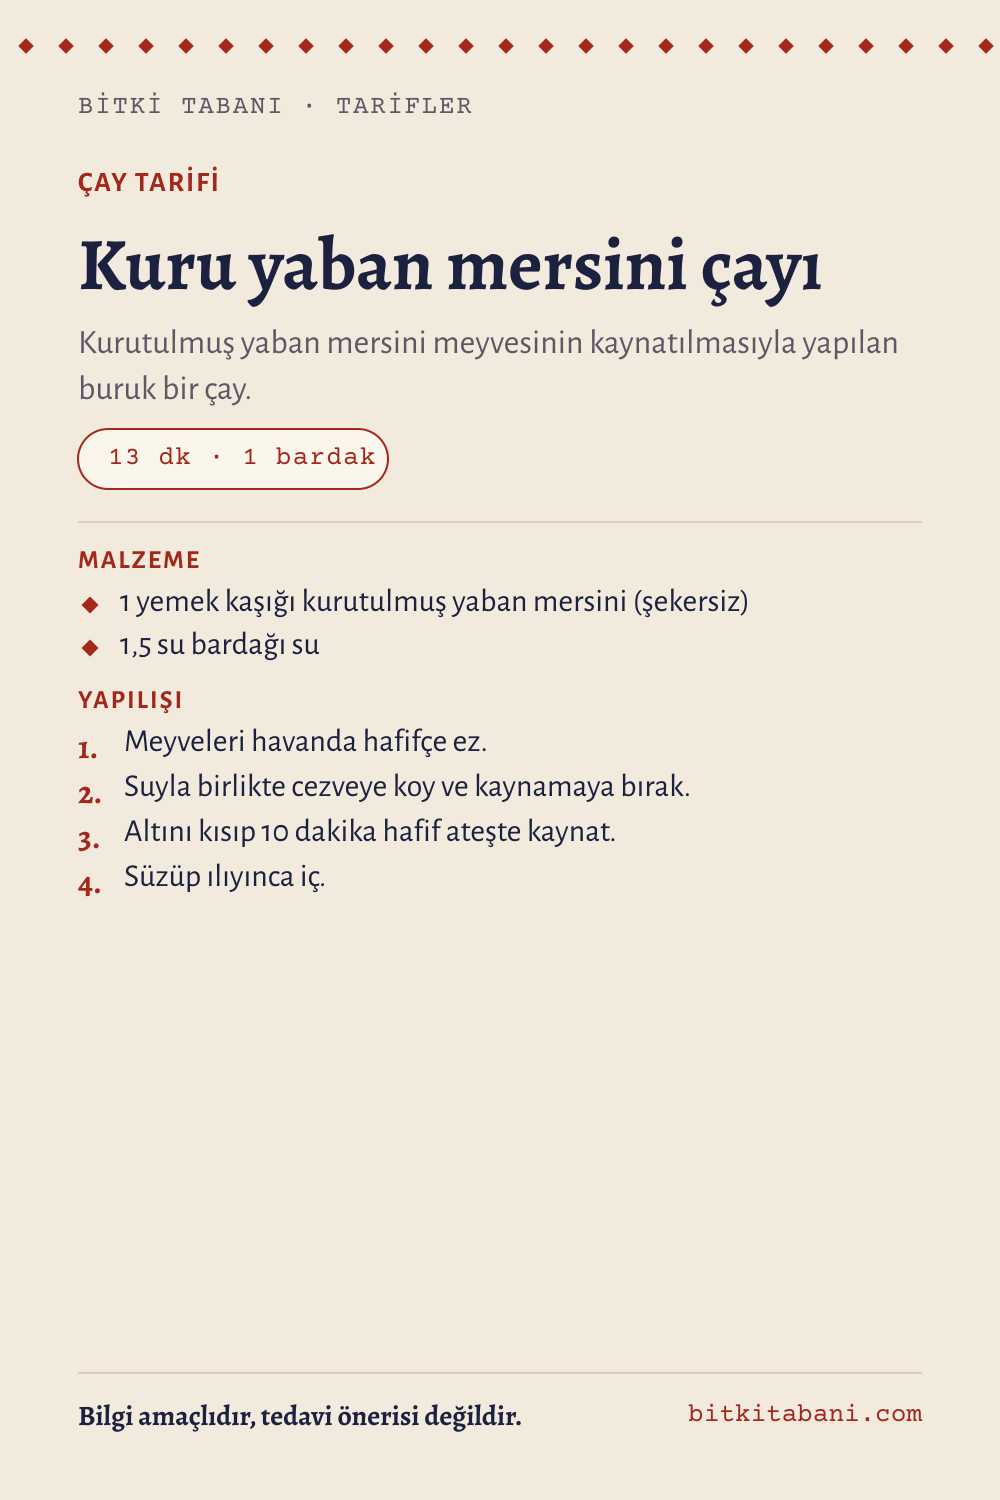 BİTKİ TABANI · TARİFLER
ÇAY TARİFİ
Kuru yaban mersini çayı
Kurutulmuş yaban mersini meyvesinin kaynatılmasıyla yapılan
buruk bir çay.
13 dk · 1 bardak
MALZEME
◆ 1 yemek kaşığı kurutulmuş yaban mersini (şekersiz)
◆ 1,5 su bardağı su
YAPILIŞI
1. Meyveleri havanda hafifçe ez.
2. Suyla birlikte cezveye koy ve kaynamaya bırak.
3. Altını kısıp 10 dakika hafif ateşte kaynat.
4. Süzüp ılıyınca iç.
Bilgi amaçlıdır, tedavi önerisi değildir.
bitkitabani.com